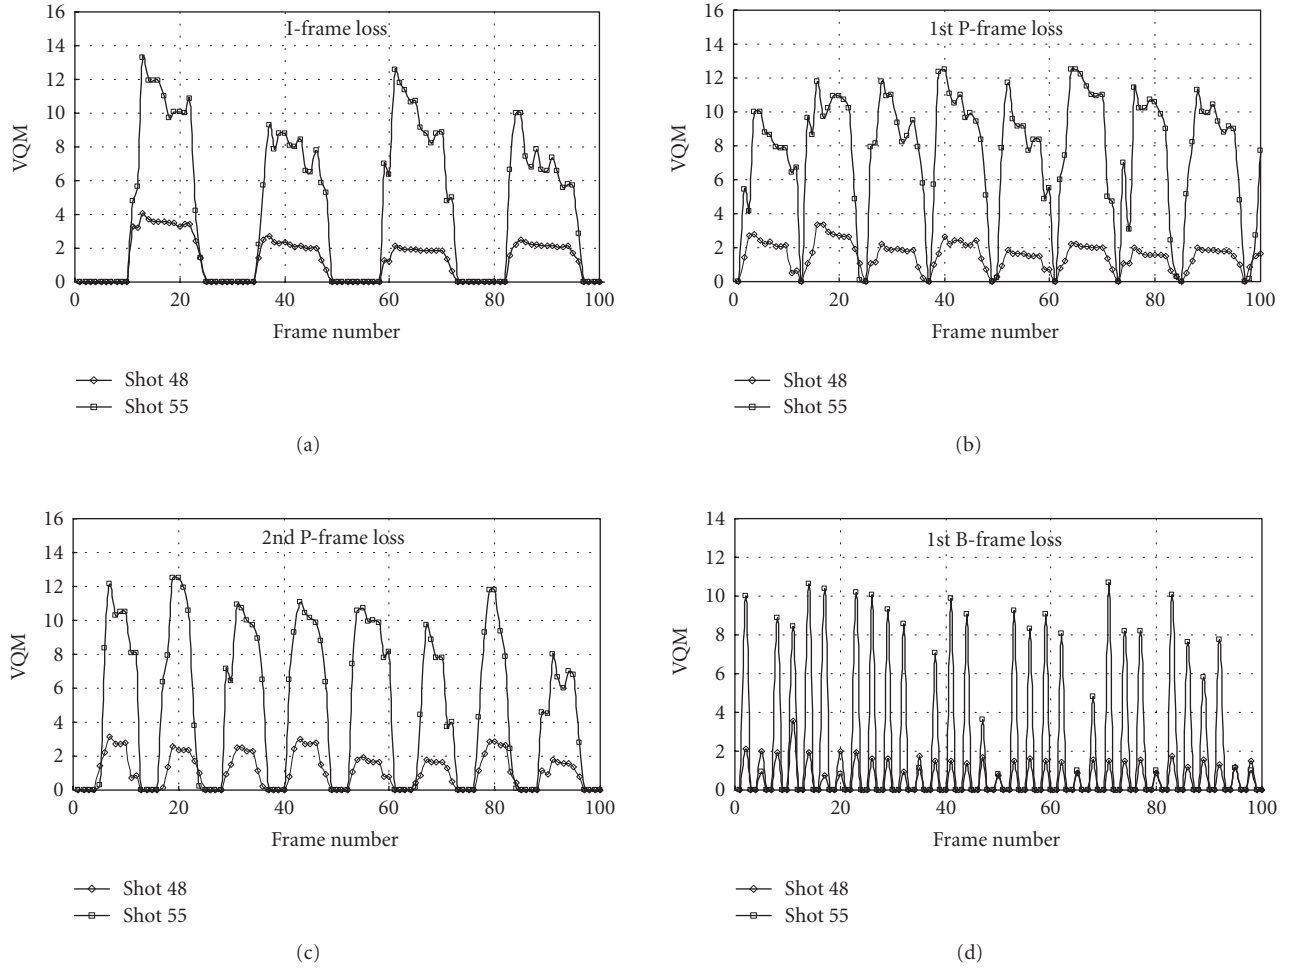 I-frame loss
16
14
12
10
8
6
4
2
0
VQM
0 20 40 60 80 100
Frame number
Shot 48
Shot 55
(a)
1st P-frame loss
16
14
12
10
8
6
4
2
0
VQM
0 20 40 60 80 100
Frame number
Shot 48
Shot 55
(b)
2nd P-frame loss
16
14
12
10
8
6
4
2
0
VQM
0 20 40 60 80 100
Frame number
Shot 48
Shot 55
(c)
1st B-frame loss
14
12
10
8
6
4
2
0
VQM
0 20 40 60 80 100
Frame number
Shot 48
Shot 55
(d)